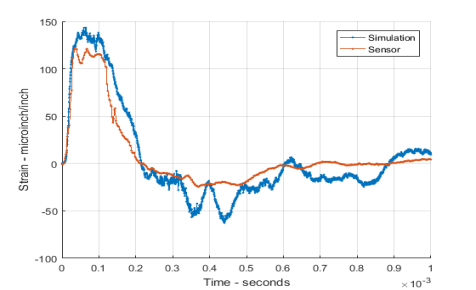 150
Simulation
Sensor
100
50
0
-50
-100
Strain - microinch/inch
0 0.1 0.2 0.3 0.4 0.5 0.6 0.7 0.8 0.9 1
Time - seconds
× 10⁻³